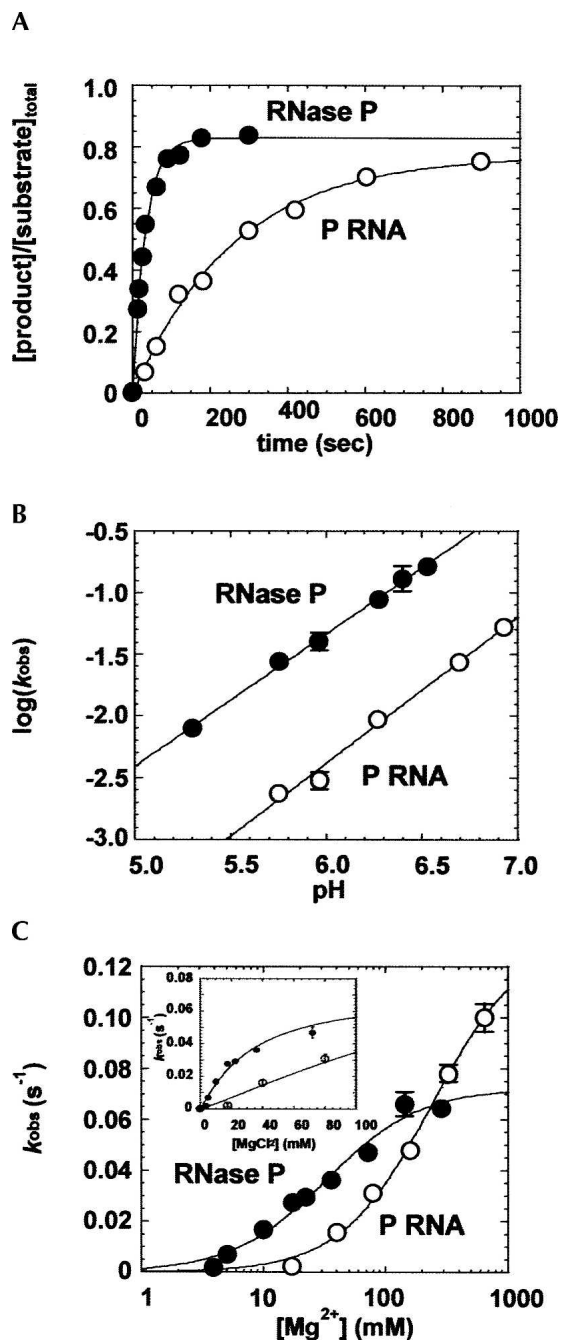 A
1.0
RNase P
0.8
0.6
P RNA
0.4
0.2
0
[product]/[substrate]total
0 200 400 600 800 1000
time (sec)
B
-0.5
RNase P
-1.0
-1.5
-2.0
-2.5
P RNA
-3.0
log(kobs)
5.0 5.5 6.0 6.5 7.0
pH
C
0.12
0.10
0.08
0.06
0.04
0.02
0
kobs (s⁻¹)
0.08
0.06
0.04
0.02
0
kobs (s⁻¹)
0 20 40 60 80 100
[MgCl2] (mM)
RNase P
P RNA
1 10 100 1000
[Mg²⁺] (mM)